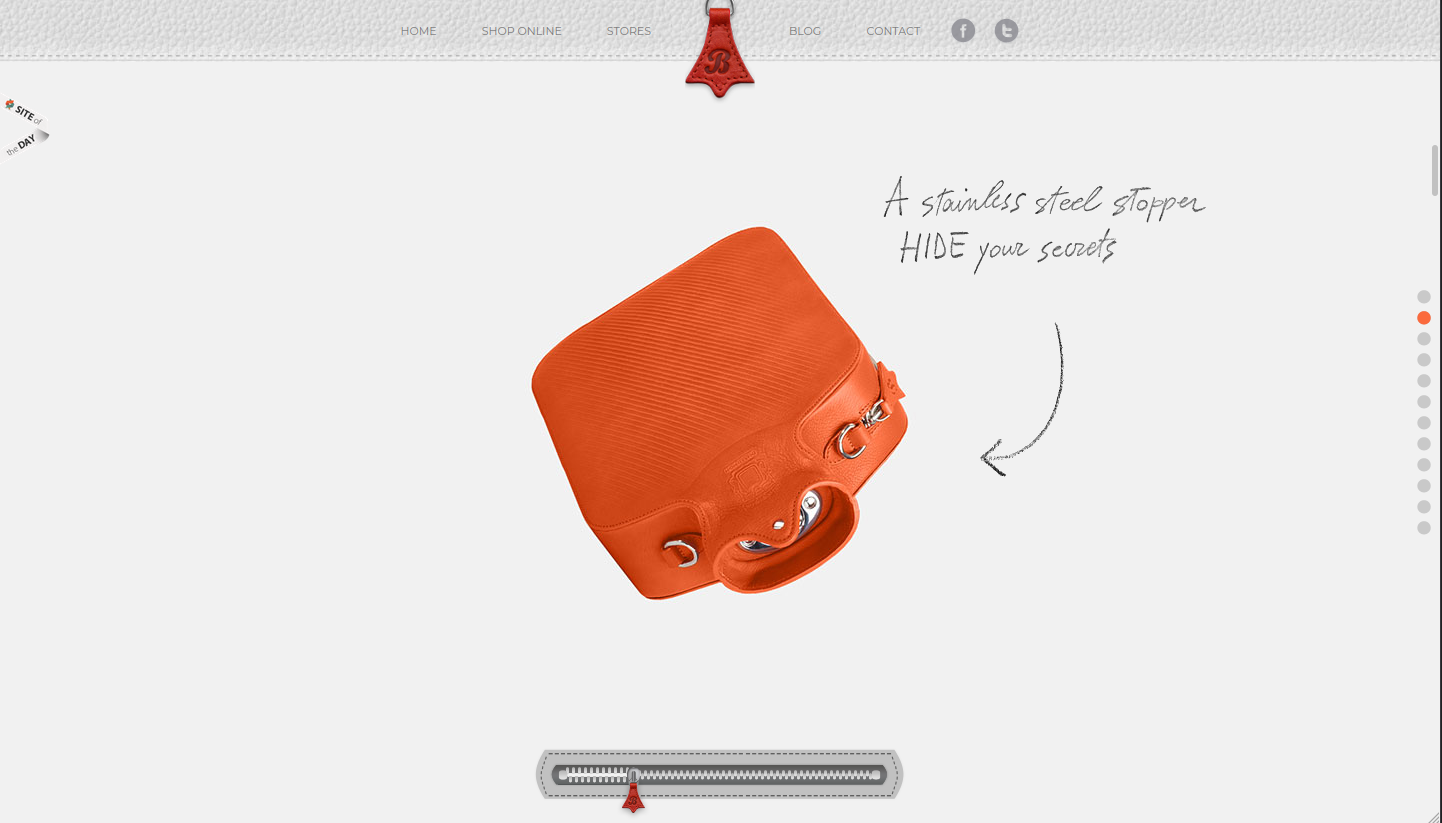 HOME SHOP ONLINE STORES BLOG CONTACT
B
SITE of
the DAY
A stainless steel stopper
HIDE your secrets
B